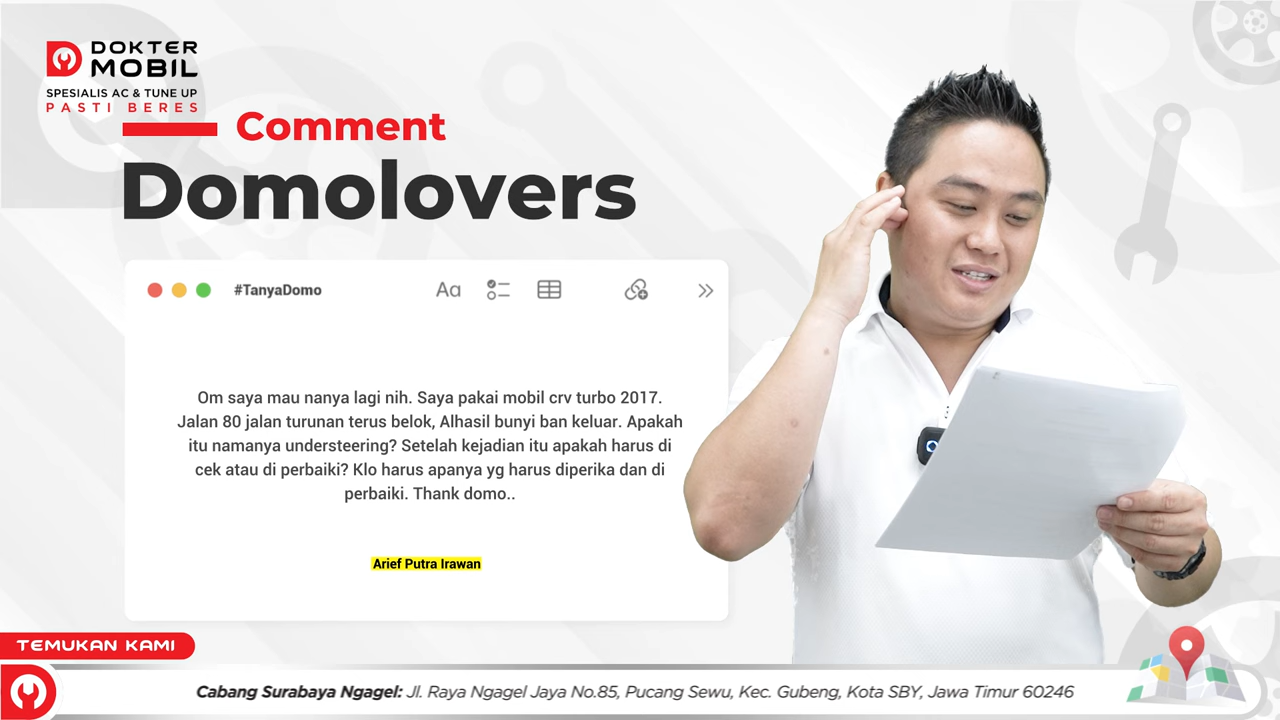 DOKTER
MOBIL
SPESIALIS AC & TUNE UP
PASTI BERES
Comment
Domolovers
#TanyaDomo
Aa
Om saya mau nanya lagi nih. Saya pakai mobil crv turbo 2017.
Jalan 80 jalan turunan terus belok, Alhasil bunyi ban keluar. Apakah
itu namanya understeering? Setelah kejadian itu apakah harus di
cek atau di perbaiki? Klo harus apanya yg harus diperika dan di
perbaiki. Thank domo..
Arief Putra Irawan
TEMUKAN KAMI
Cabang Surabaya Ngagel: Jl. Raya Ngagel Jaya No.85, Pucang Sewu, Kec. Gubeng, Kota SBY, Jawa Timur 60246